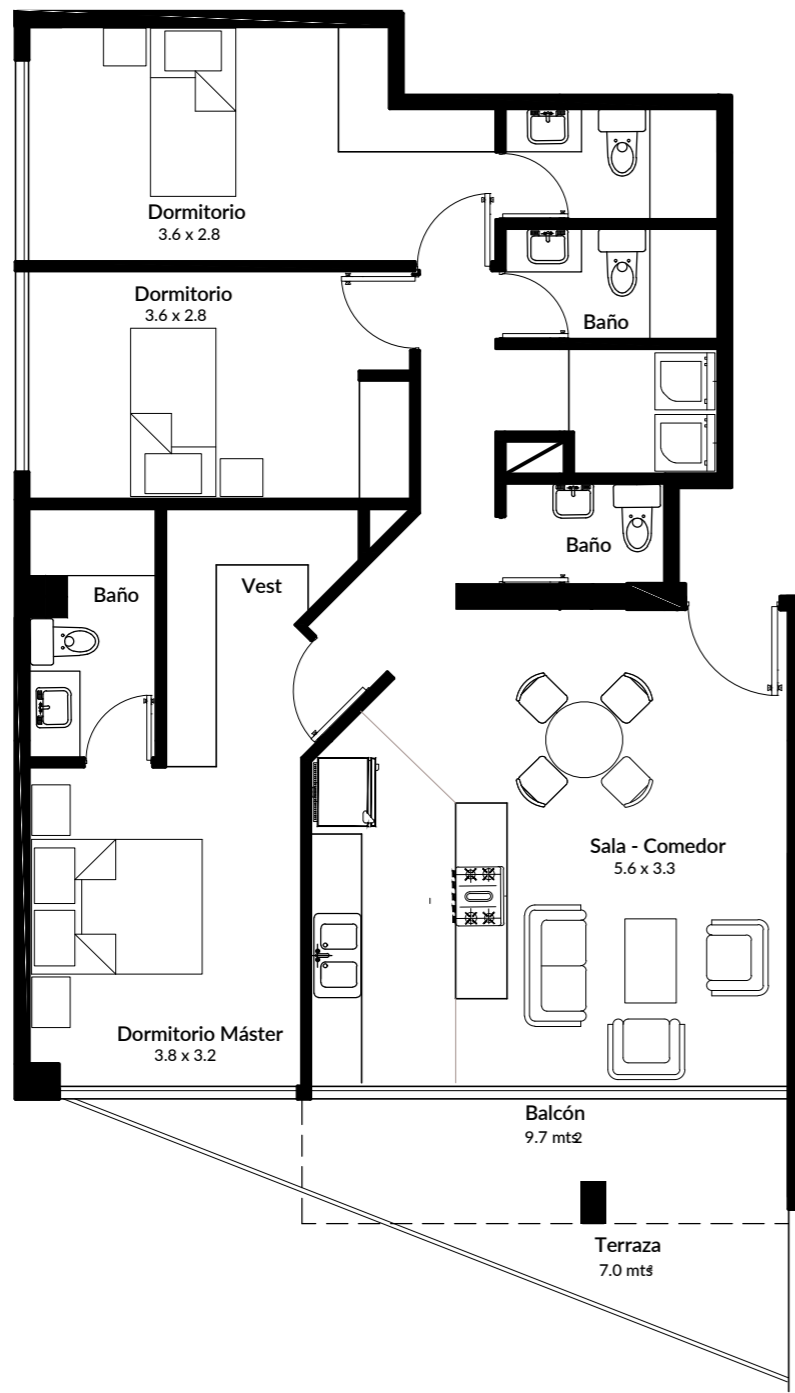 Dormitorio
3.6 x 2.8
Dormitorio
3.6 x 2.8
Baño
Baño
Baño
Vest
Sala - Comedor
5.6 x 3.3
Dormitorio Máster
3.8 x 3.2
Balcón
9.7 mts2
Terraza
7.0 mts²